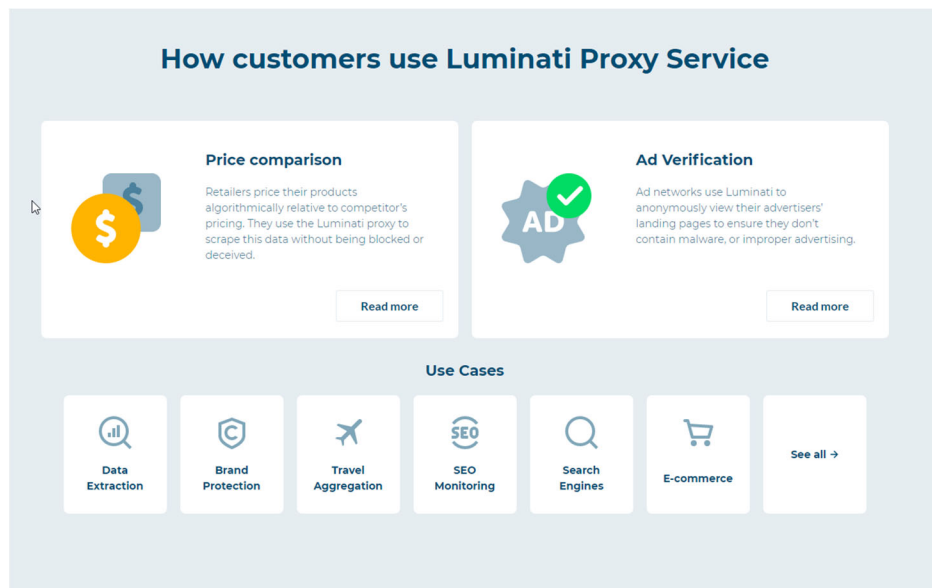 How customers use Luminati Proxy Service
Price comparison
Retailers price their products
algorithmically relative to competitor's
pricing. They use the Luminati proxy to
scrape this data without being blocked or
deceived.
Read more
AD
Ad Verification
Ad networks use Luminati to
anonymously view their advertisers'
landing pages to ensure they don't
contain malware, or improper advertising.
Read more
Use Cases
Data
Extraction
Brand
Protection
Travel
Aggregation
SEO
SEO
Monitoring
Search
Engines
E-commerce
See all →